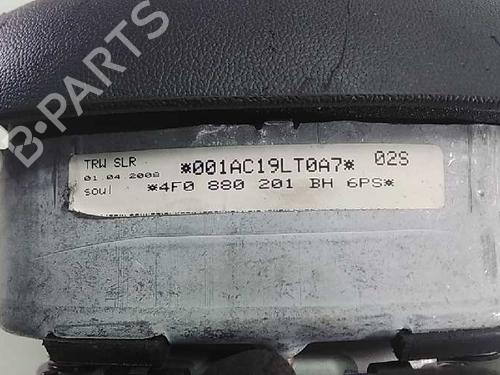 B-PARTS
TRW SLR *001AC19LT0A7* 02S
01.04.2008
soul *4F0 880 201 BH 6PS*